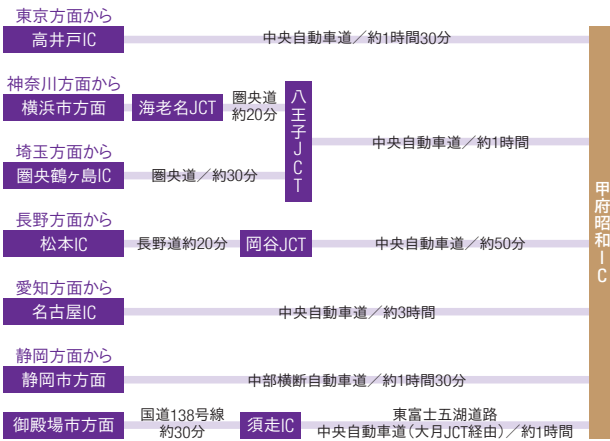 東京方面から
高井戸IC
中央自動車道／約1時間30分
神奈川方面から
横浜市方面
海老名JCT
圏央道
約20分
八王子JCT
中央自動車道／約1時間
埼玉方面から
圏央鶴ヶ島IC
圏央道／約30分
長野方面から
松本IC
長野道約20分
岡谷JCT
中央自動車道／約50分
愛知方面から
名古屋IC
中央自動車道／約3時間
静岡方面から
静岡市方面
中部横断自動車道／約1時間30分
御殿場市方面
国道138号線
約30分
須走IC
東富士五湖道路
中央自動車道(大月JCT経由)／約1時間
甲府昭和IC